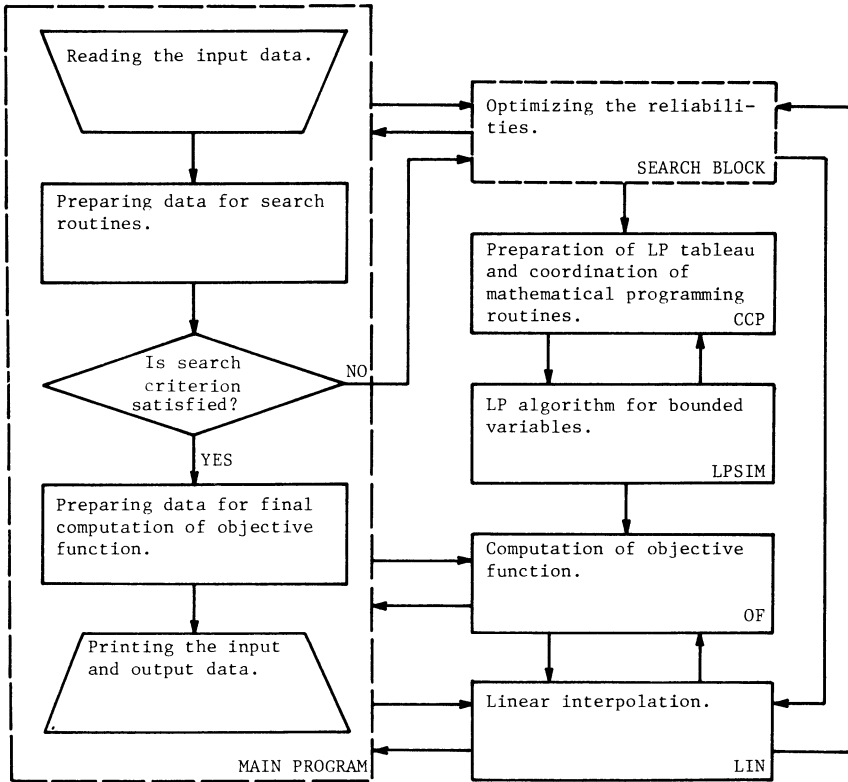 Reading the input data.
Preparing data for search
routines.
Is search
criterion
satisfied?
NO
YES
Preparing data for final
computation of objective
function.
Printing the input
and output data.
MAIN PROGRAM
Optimizing the reliabili-
ties.
SEARCH BLOCK
Preparation of LP tableau
and coordination of
mathematical programming
routines.
CCP
LP algorithm for bounded
variables.
LPSIM
Computation of objective
function.
OF
Linear interpolation.
LIN